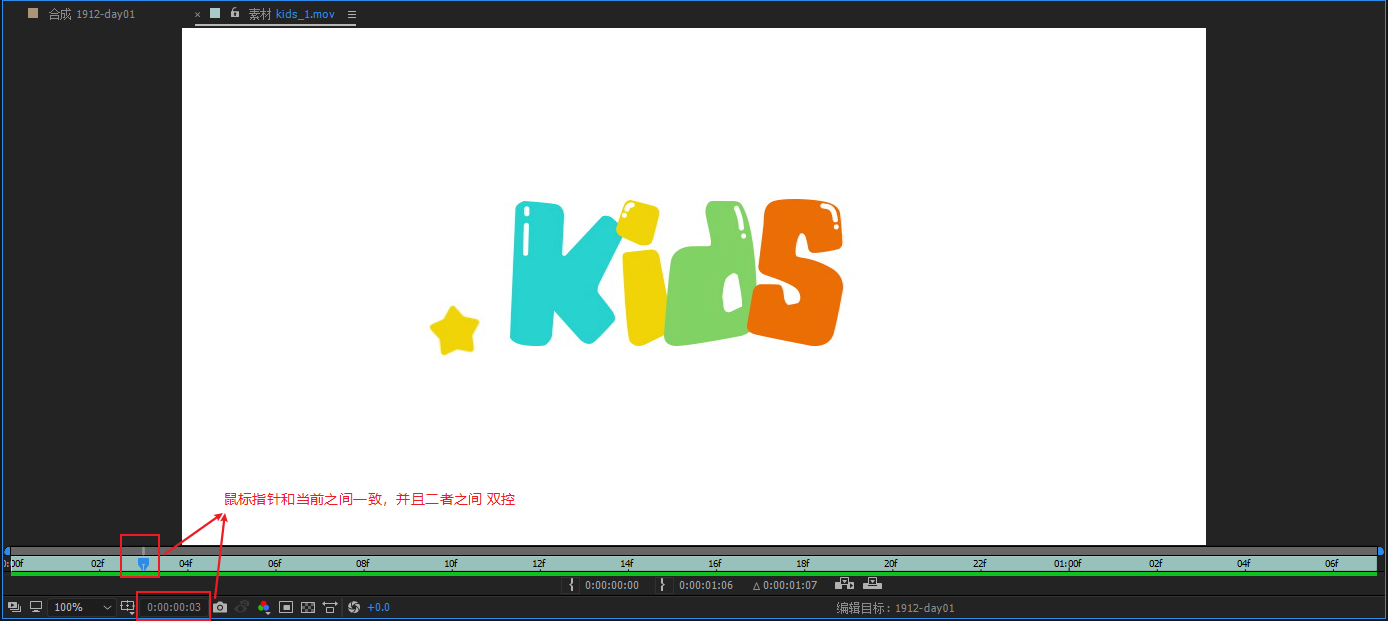 合成 1912-day01
× 素材 kids_1.mov
KidS
鼠标指针和当前之间一致，并且二者之间 双控
0:00f 02f 04f 06f 08f 10f 12f 14f 16f 18f 20f 22f 01:00f 02f 04f 06f
{ 0:00:00:00 } 0:00:01:06 △ 0:00:01:07
100% 0:00:00:03 +0.0 编辑目标: 1912-day01